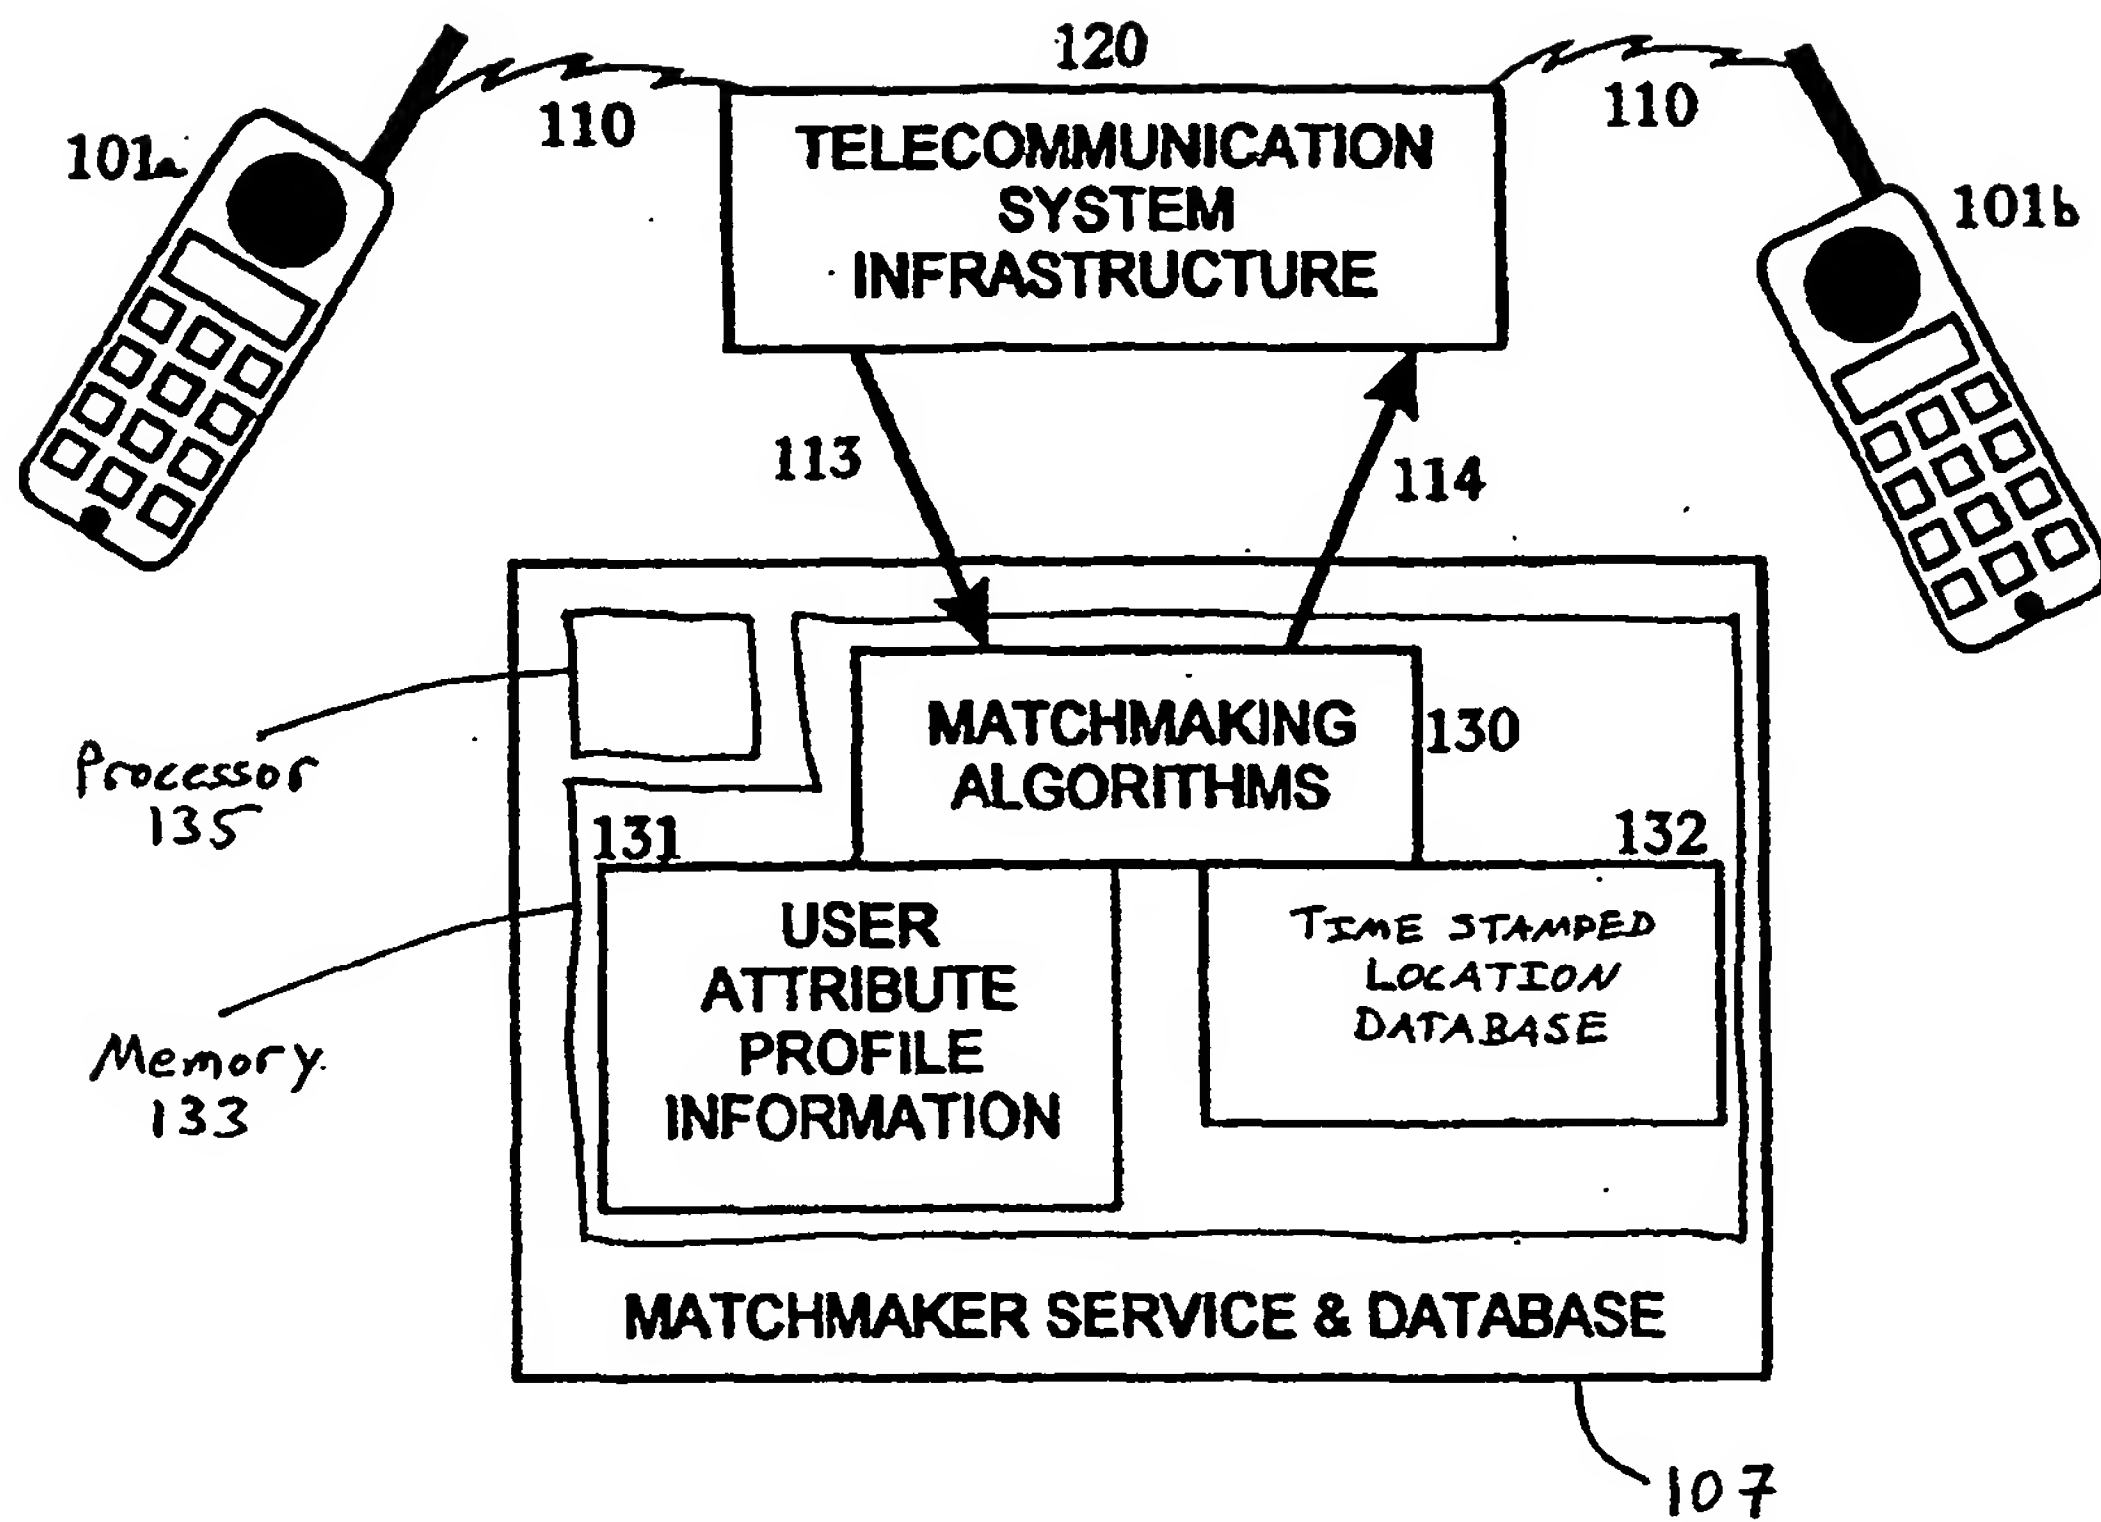 120
110
110
101a
101b
TELECOMMUNICATION
SYSTEM
INFRASTRUCTURE
113
114
MATCHMAKING
ALGORITHMS
130
Processor
135
131
132
USER
ATTRIBUTE
PROFILE
INFORMATION
TIME STAMPED
LOCATION
DATABASE
Memory
133
MATCHMAKER SERVICE & DATABASE
107